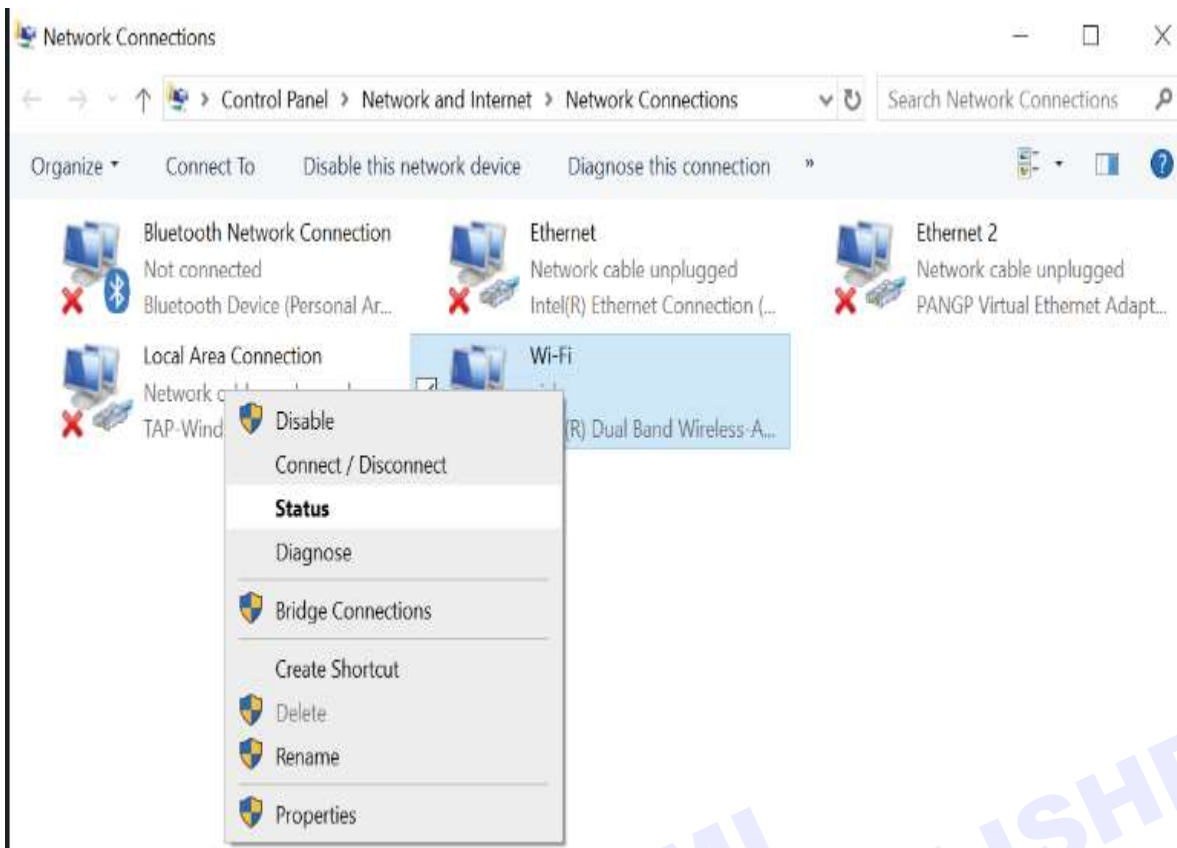 Network Connections
Control Panel > Network and Internet > Network Connections
Search Network Connections
Organize
Connect To
Disable this network device
Diagnose this connection
»
Bluetooth Network Connection
Not connected
Bluetooth Device (Personal Ar...
Ethernet
Network cable unplugged
Intel(R) Ethernet Connection (...
Ethernet 2
Network cable unplugged
PANGP Virtual Ethernet Adapt...
Local Area Connection
Network
TAP-Wind
Wi-Fi
(R) Dual Band Wireless-A...
Disable
Connect / Disconnect
Status
Diagnose
Bridge Connections
Create Shortcut
Delete
Rename
Properties